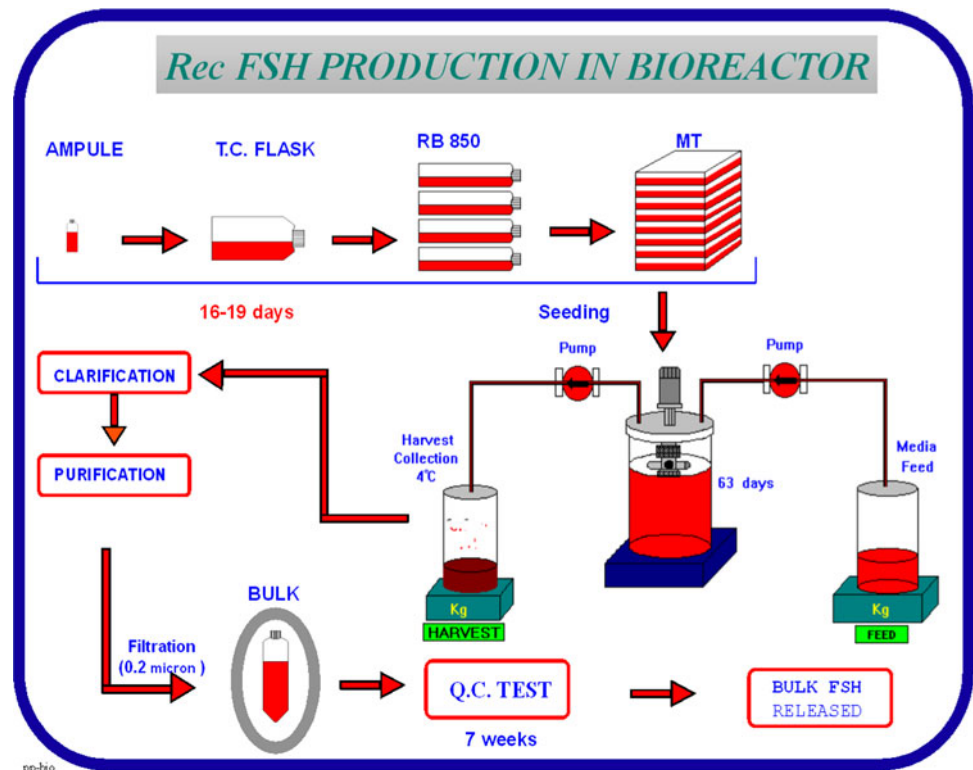 Rec FSH PRODUCTION IN BIOREACTOR
AMPULE
T.C. FLASK
RB 850
MT
16-19 days
Seeding
Pump
Pump
CLARIFICATION
PURIFICATION
Harvest
Collection
4°C
63 days
Media
Feed
Kg
HARVEST
Kg
FEED
BULK
Filtration
(0.2 micron )
Q.C. TEST
7 weeks
BULK FSH
RELEASED